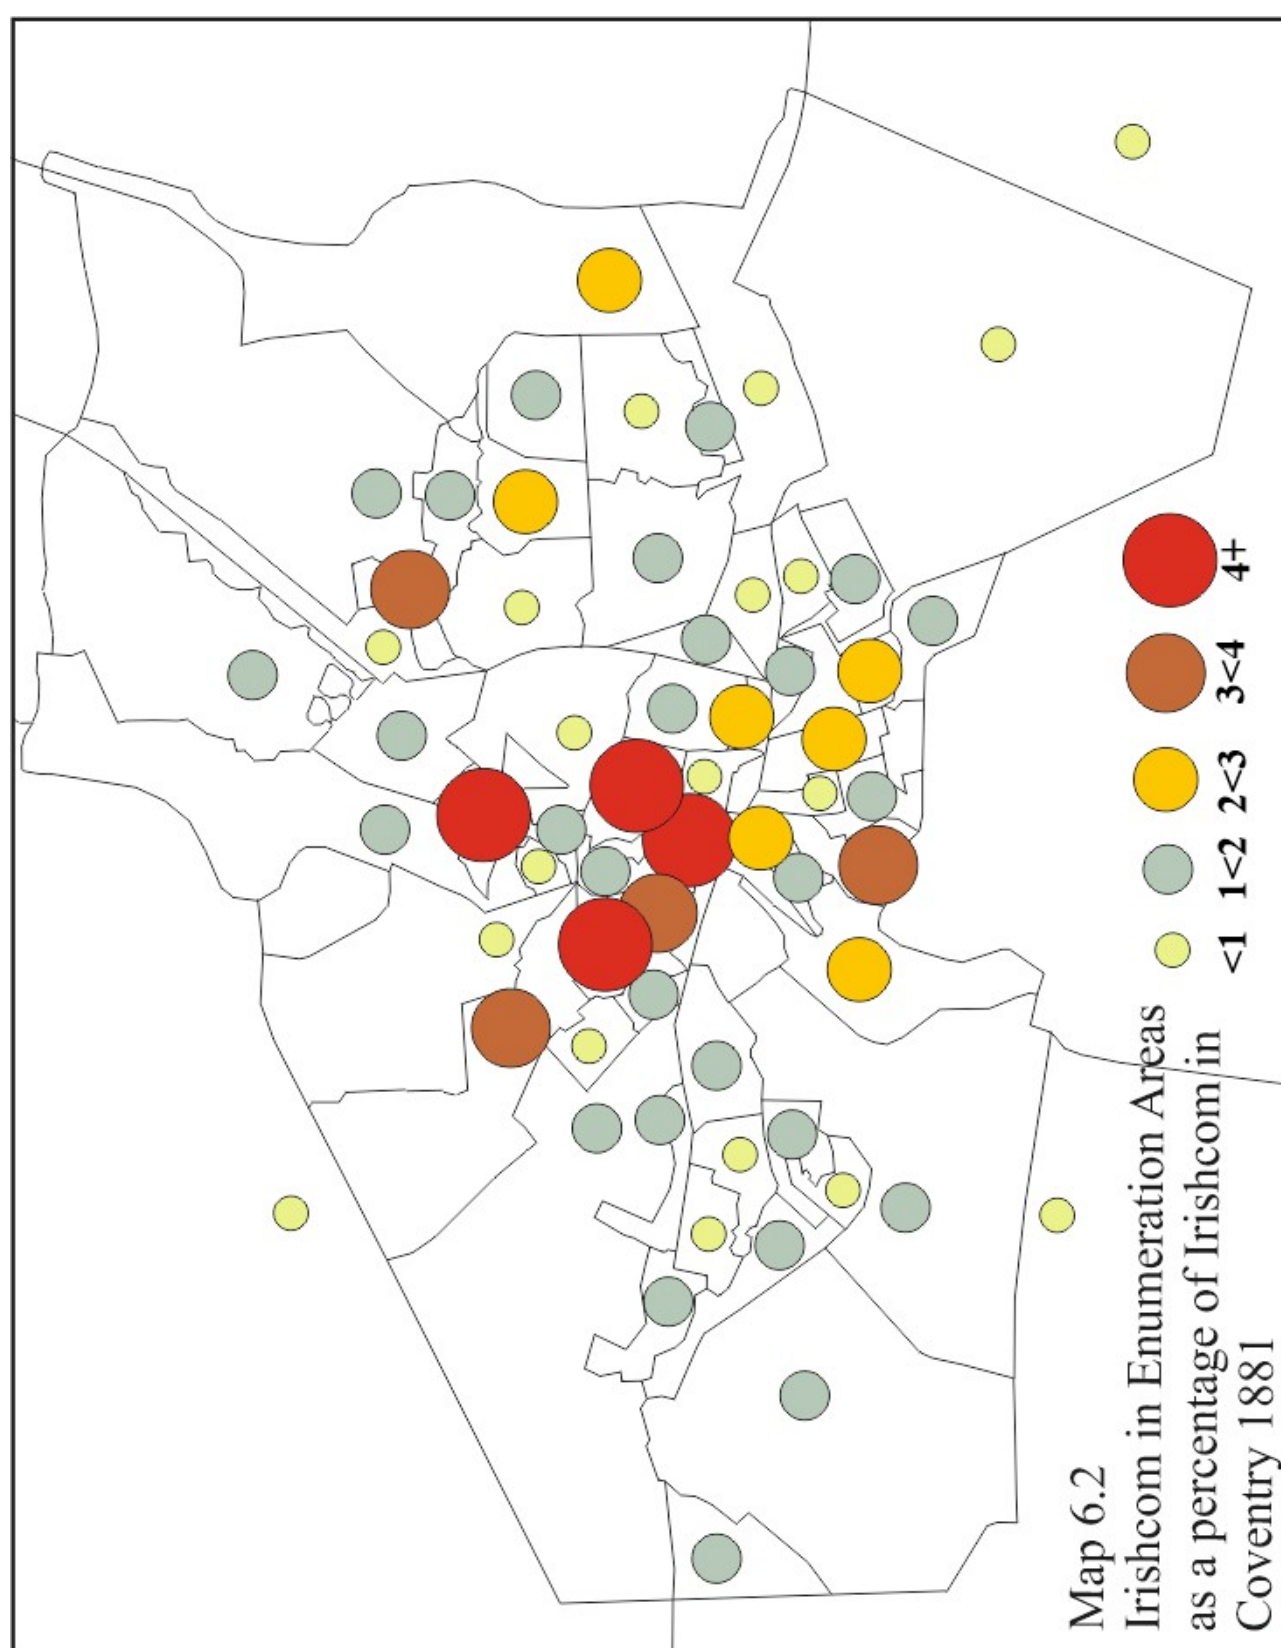 Map 6.2
Irishcom in Enumeration Areas
as a percentage of Irishcom in
Coventry 1881
<1 1<2 2<3 3<4 4+